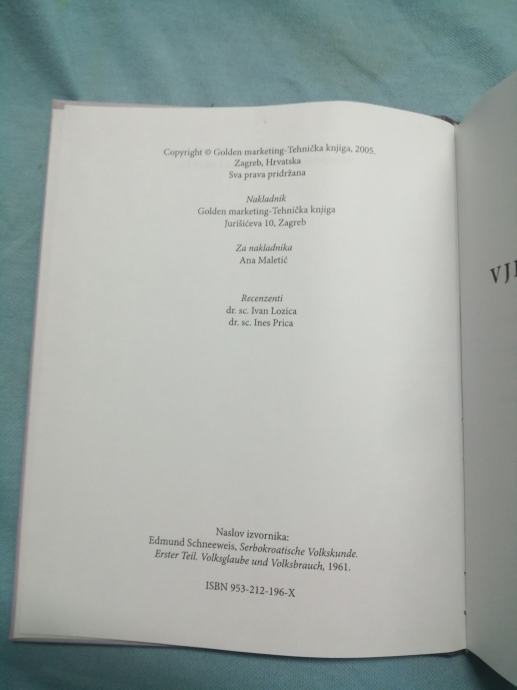 Copyright © Golden marketing-Tehnička knjiga, 2005.
Zagreb, Hrvatska
Sva prava pridržana
Nakladnik
Golden marketing-Tehnička knjiga
Jurišićeva 10, Zagreb
Za nakladnika
Ana Maletić
Recenzenti
dr. sc. Ivan Lozica
dr. sc. Ines Prica
Naslov izvornika:
Edmund Schneeweis, Serbokroatische Volkskunde.
Erster Teil. Volksglaube und Volksbrauch, 1961.
ISBN 953-212-196-X